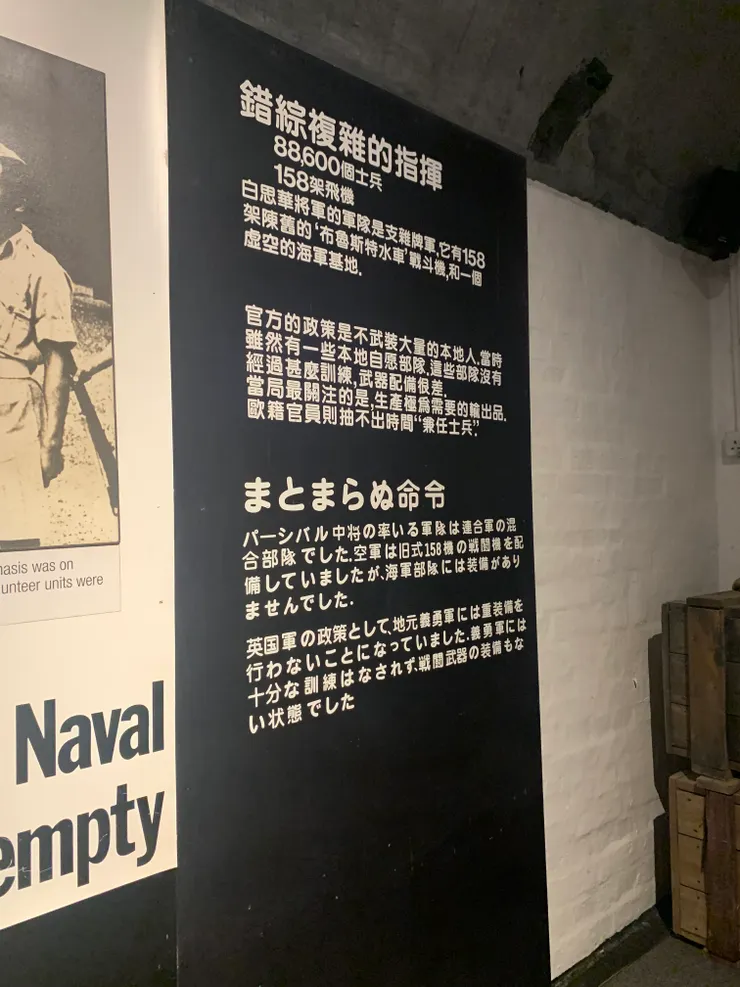 錯綜複雜的指揮
88,600個士兵
158架飛機
白思華將軍的軍隊是支雜牌軍,它有158
架陳舊的‘布魯斯特水車’戰斗機,和一個
虛空的海軍基地.
官方的政策是不武装大量的本地人.當時
雖然有一些本地自愿部隊,這些部隊沒有
經過甚麼訓練,武器配備很差.
當局最關注的是,生產極爲需要的輸出品.
歐籍官員則抽不出時間“兼任士兵”.
まとまらぬ命令
パーシバル中将の率いる軍隊は連合軍の混
合部隊でした.空軍は旧式158機の戦闘機を配
備していましたが、海軍部隊には装備があり
ませんでした.
英国軍の政策として、地元義勇軍には重装備を
行わないことになっていました.義勇軍には
十分な訓練はなされず、戦闘武器の装備もな
い状態でした
hasis was on
unteer units were
Naval
empty